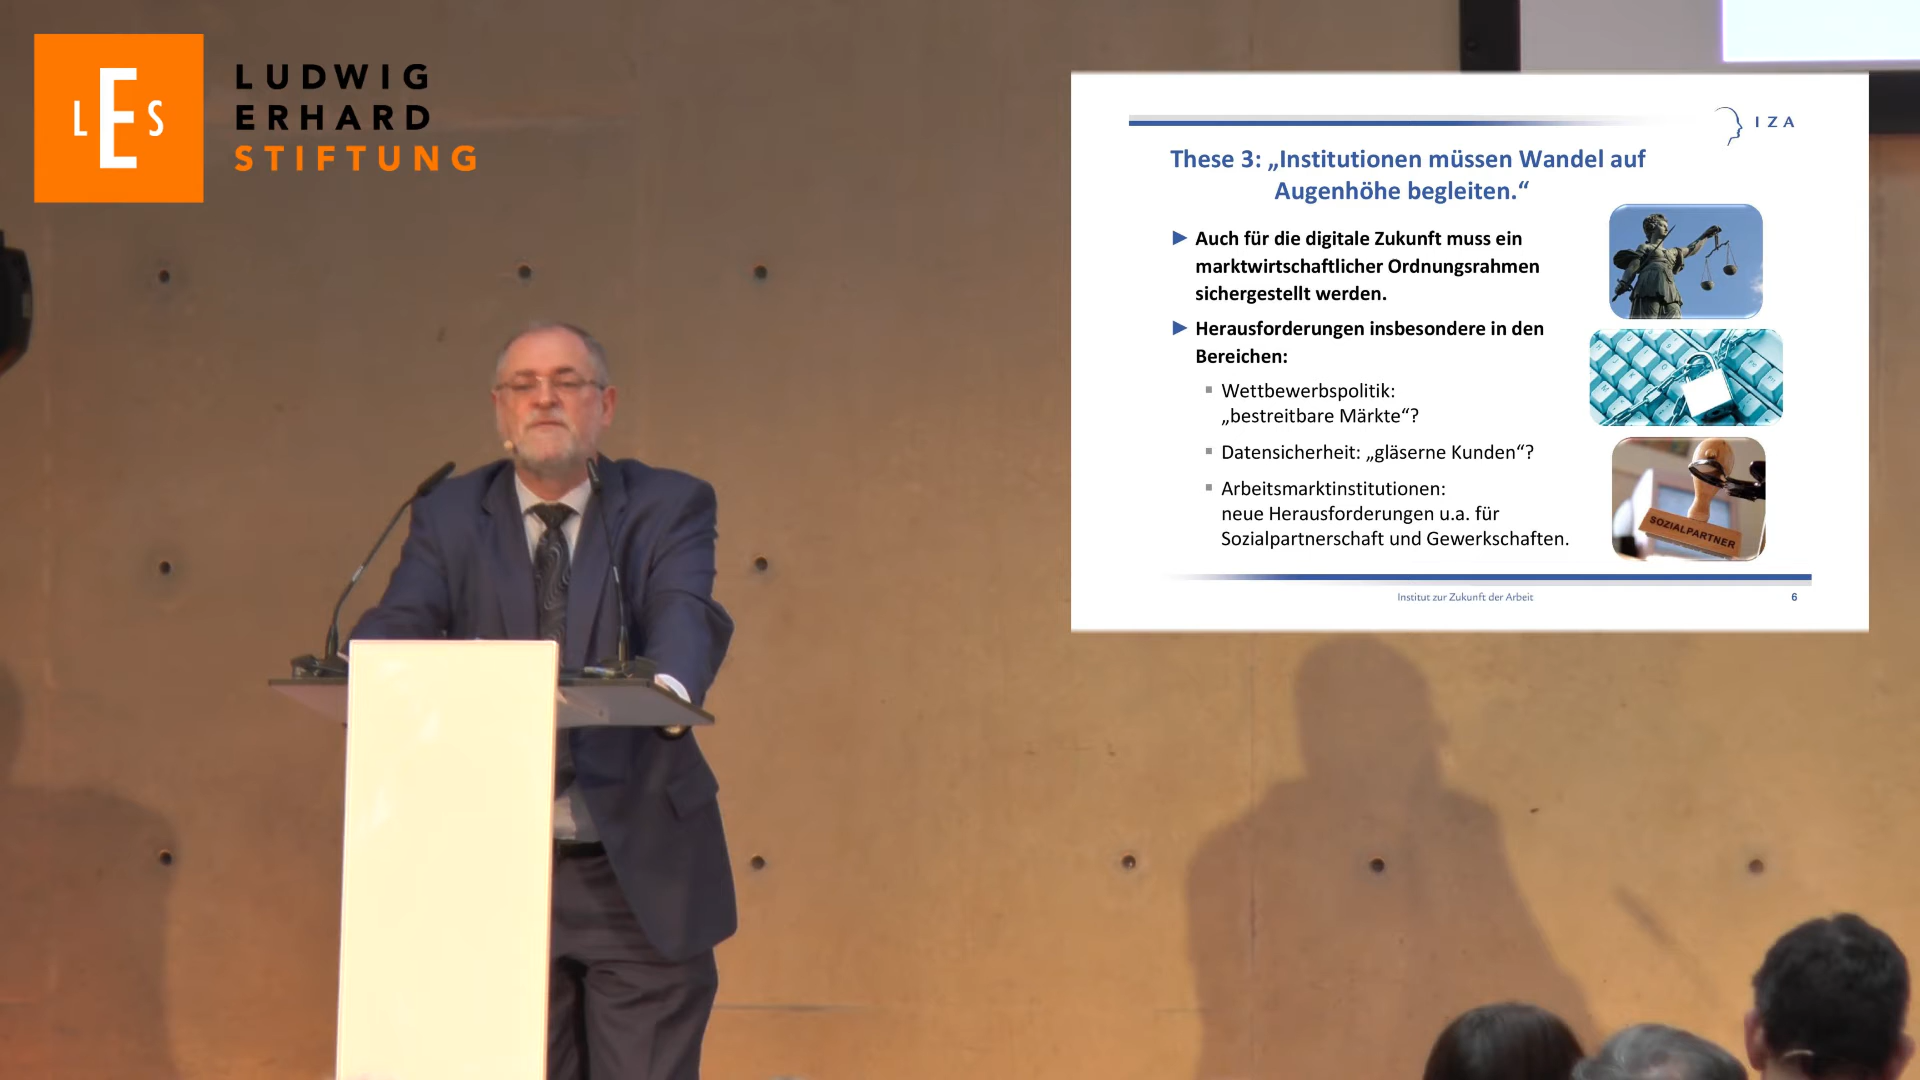 LES
LUDWIG
ERHARD
STIFTUNG
IZA
These 3: „Institutionen müssen Wandel auf
Augenhöhe begleiten.“
► Auch für die digitale Zukunft muss ein
marktwirtschaftlicher Ordnungsrahmen
sichergestellt werden.
► Herausforderungen insbesondere in den
Bereichen:
▪ Wettbewerbspolitik:
„bestreitbare Märkte“?
▪ Datensicherheit: „gläserne Kunden“?
▪ Arbeitsmarktinstitutionen:
neue Herausforderungen u.a. für
Sozialpartnerschaft und Gewerkschaften.
SOZIALPARTNER
Institut zur Zukunft der Arbeit
6